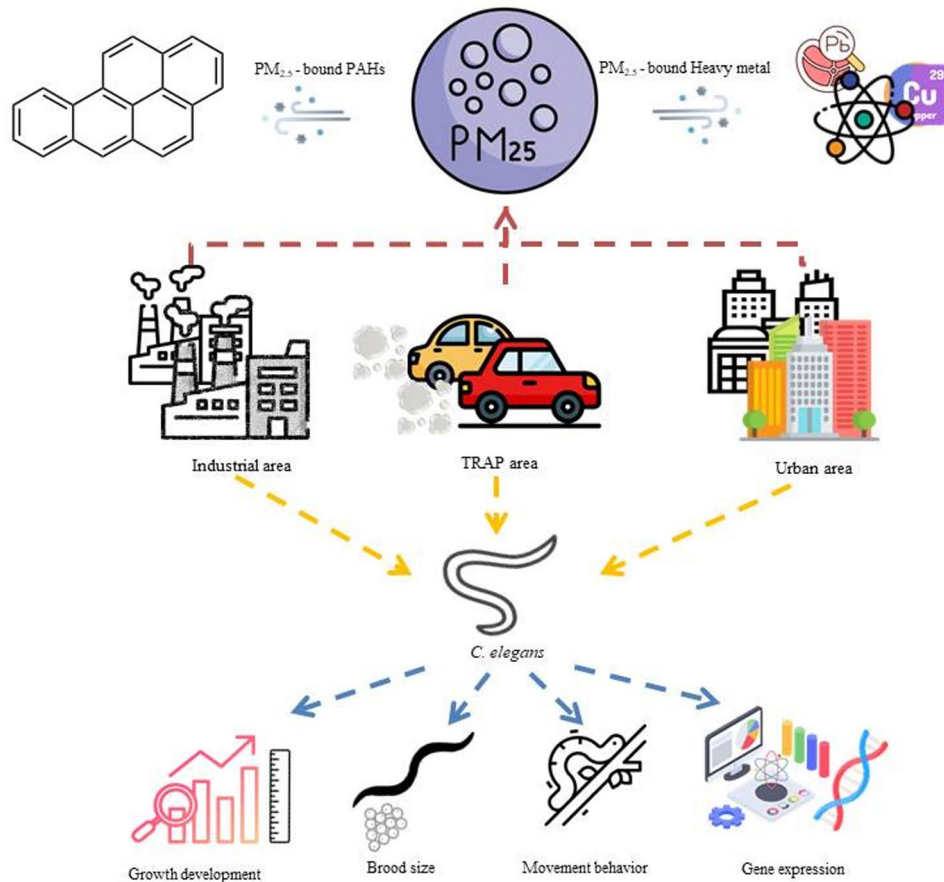 PM2.5 - bound PAHs
PM25
PM2.5 - bound Heavy metal
Pb
29
Cu
pper
Industrial area
TRAP area
Urban area
C. elegans
Growth development
Brood size
Movement behavior
Gene expression